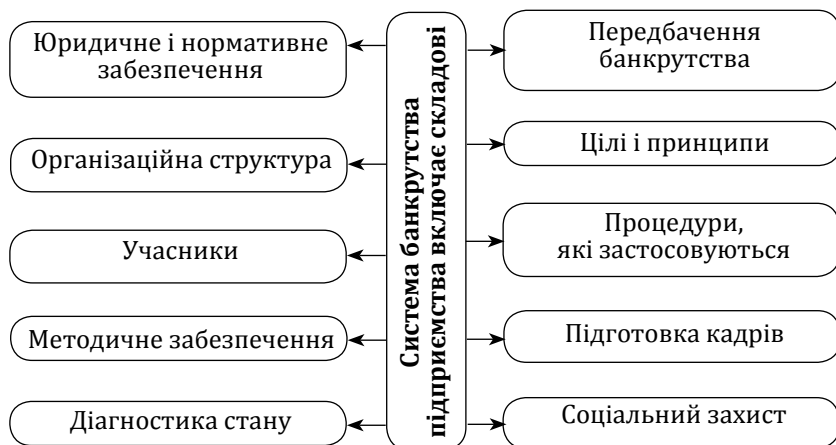 Юридичне і нормативне
забезпечення
Організаційна структура
Учасники
Методичне забезпечення
Діагностика стану
Система банкрутства
підприємства включає складові
Передбачення
банкрутства
Цілі і принципи
Процедури,
які застосовуються
Підготовка кадрів
Соціальний захист